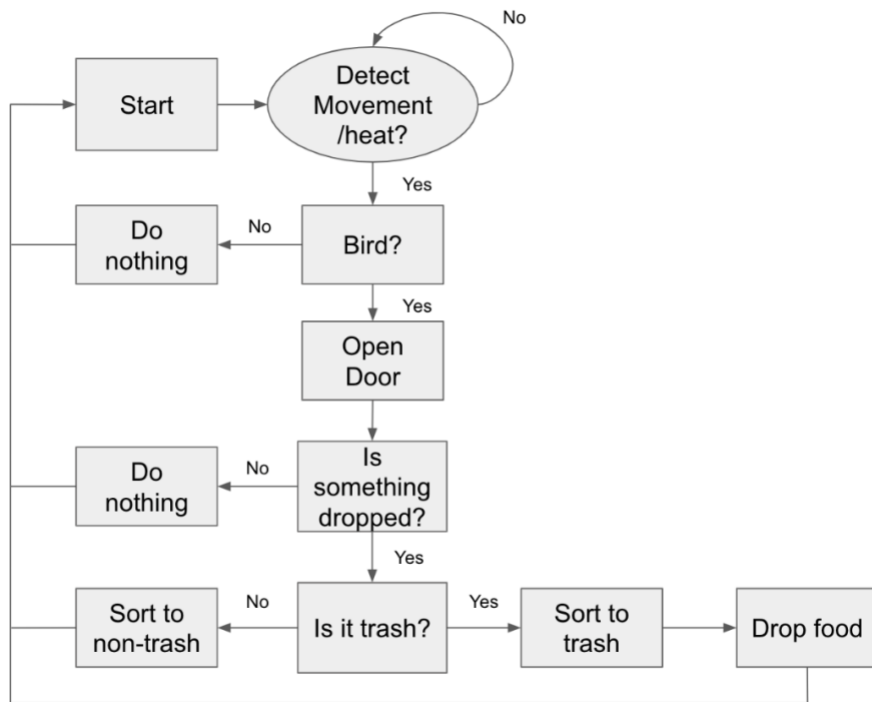 No
Start
Detect
Movement
/heat?
Yes
Do
nothing
No
Bird?
Yes
Open
Door
Do
nothing
No
Is
something
dropped?
Yes
Sort to
non-trash
No
Is it trash?
Yes
Sort to
trash
Drop food